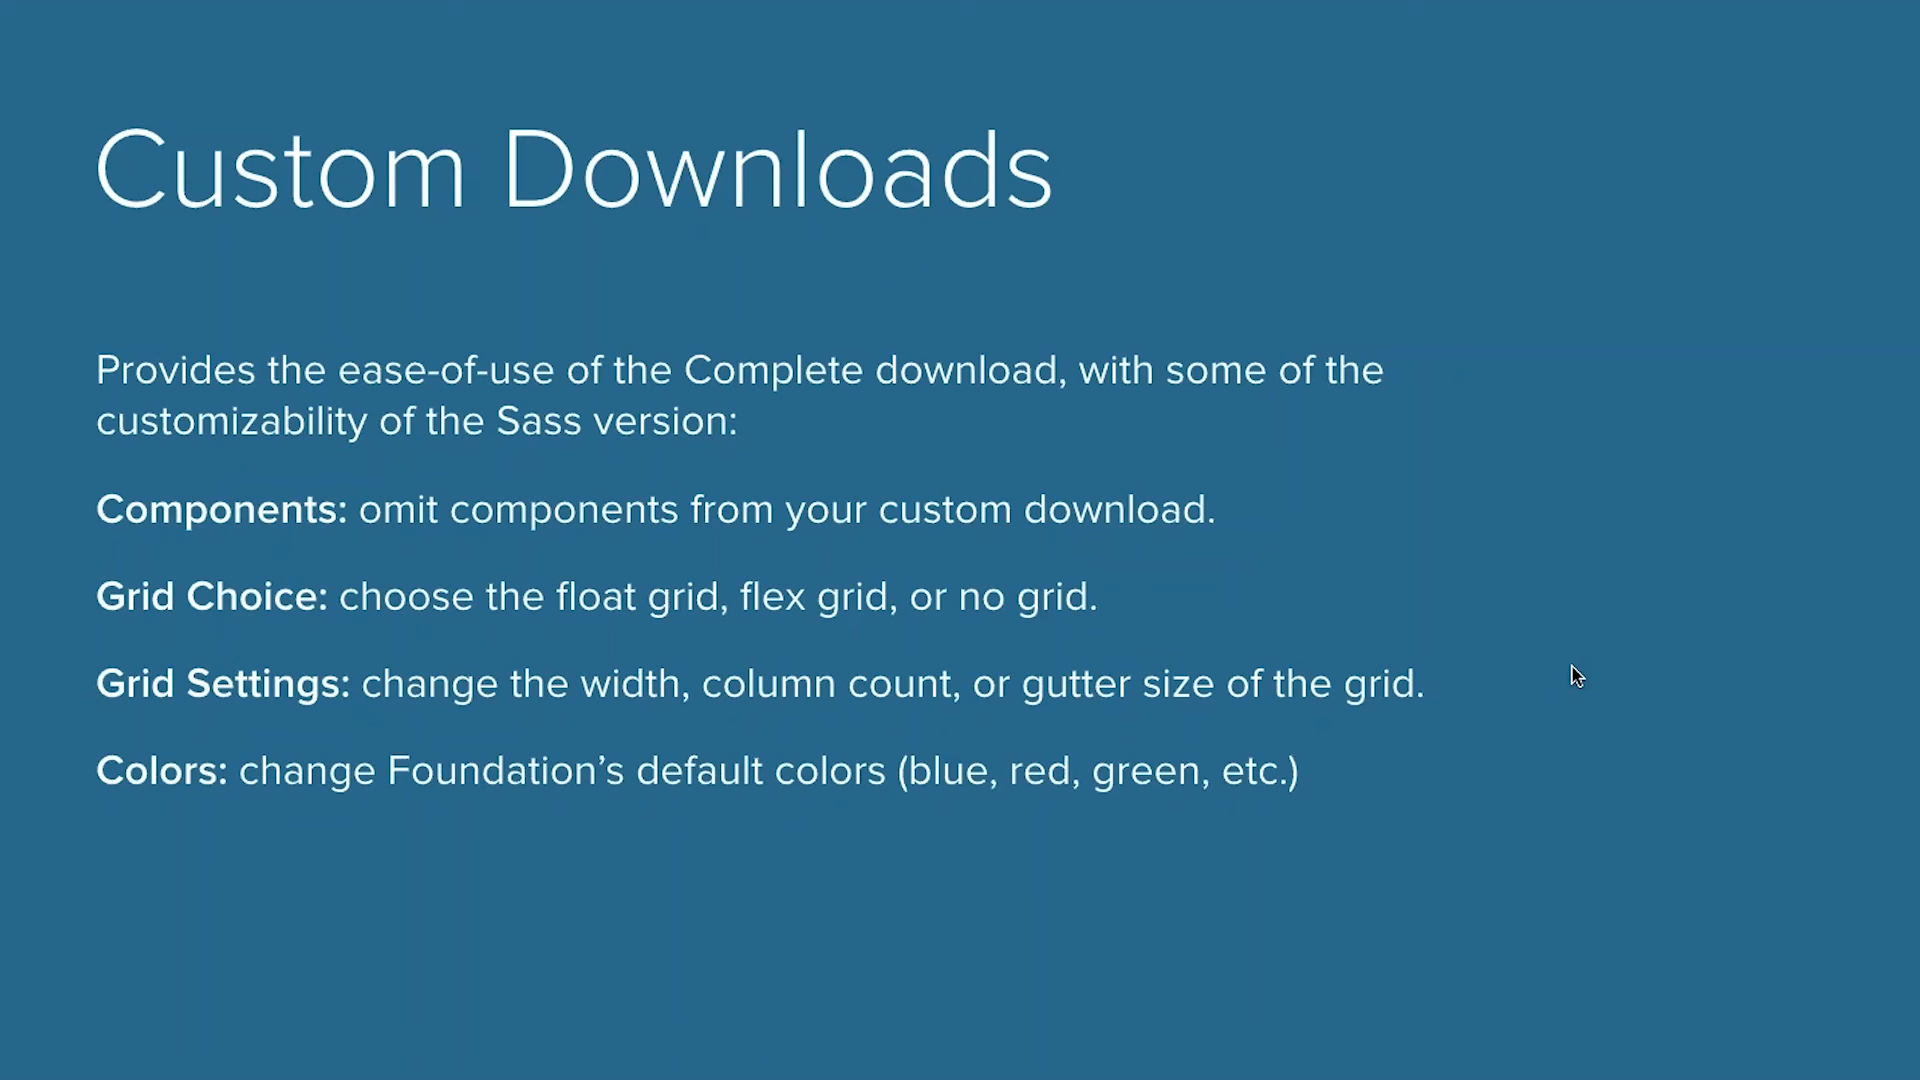 Custom Downloads
Provides the ease-of-use of the Complete download, with some of the
customizability of the Sass version:
Components: omit components from your custom download.
Grid Choice: choose the float grid, flex grid, or no grid.
Grid Settings: change the width, column count, or gutter size of the grid.
Colors: change Foundation’s default colors (blue, red, green, etc.)